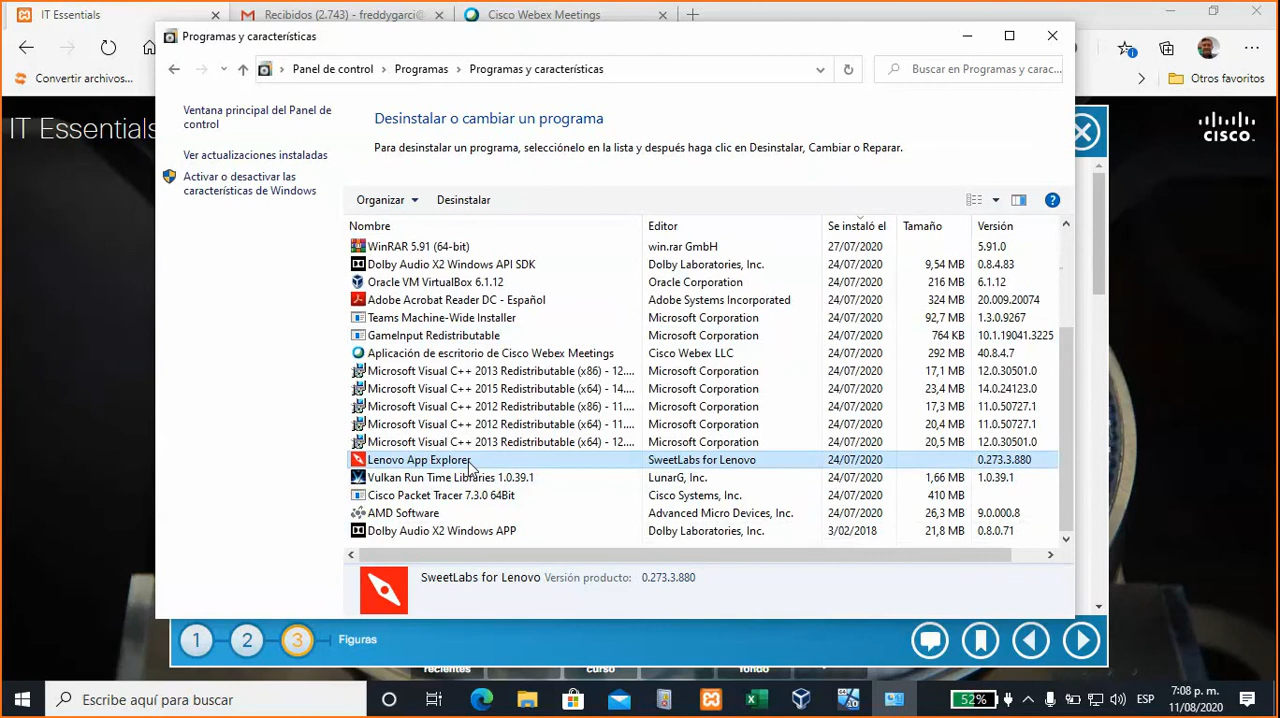 IT Essentials
Recibidos (2.743) - freddygarci
Cisco Webex Meetings
Convertir archivos...
Otros favoritos
IT Essentials
CISCO
Programas y características
Panel de control > Programas > Programas y características
Buscar en Programas y carac...
Ventana principal del Panel de
control
Ver actualizaciones instaladas
Activar o desactivar las
características de Windows
Desinstalar o cambiar un programa
Para desinstalar un programa, selecciónelo en la lista y después haga clic en Desinstalar, Cambiar o Reparar.
Organizar Desinstalar
Nombre Editor Se instaló el Tamaño Versión
WinRAR 5.91 (64-bit) win.rar GmbH 27/07/2020 5.91.0
Dolby Audio X2 Windows API SDK Dolby Laboratories, Inc. 24/07/2020 9,54 MB 0.8.4.83
Oracle VM VirtualBox 6.1.12 Oracle Corporation 24/07/2020 216 MB 6.1.12
Adobe Acrobat Reader DC - Español Adobe Systems Incorporated 24/07/2020 324 MB 20.009.20074
Teams Machine-Wide Installer Microsoft Corporation 24/07/2020 92,7 MB 1.3.0.9267
GameInput Redistributable Microsoft Corporation 24/07/2020 764 KB 10.1.19041.3225
Aplicación de escritorio de Cisco Webex Meetings Cisco Webex LLC 24/07/2020 292 MB 40.8.4.7
Microsoft Visual C++ 2013 Redistributable (x86) - 12.... Microsoft Corporation 24/07/2020 17,1 MB 12.0.30501.0
Microsoft Visual C++ 2015 Redistributable (x64) - 14.... Microsoft Corporation 24/07/2020 23,4 MB 14.0.24123.0
Microsoft Visual C++ 2012 Redistributable (x86) - 11.... Microsoft Corporation 24/07/2020 17,3 MB 11.0.50727.1
Microsoft Visual C++ 2012 Redistributable (x64) - 11.... Microsoft Corporation 24/07/2020 20,4 MB 11.0.50727.1
Microsoft Visual C++ 2013 Redistributable (x64) - 12.... Microsoft Corporation 24/07/2020 20,5 MB 12.0.30501.0
Lenovo App Explorer SweetLabs for Lenovo 24/07/2020 0.273.3.880
Vulkan Run Time Libraries 1.0.39.1 LunarG, Inc. 24/07/2020 1,66 MB 1.0.39.1
Cisco Packet Tracer 7.3.0 64Bit Cisco Systems, Inc. 24/07/2020 410 MB
AMD Software Advanced Micro Devices, Inc. 24/07/2020 26,3 MB 9.0.000.8
Dolby Audio X2 Windows APP Dolby Laboratories, Inc. 3/02/2018 21,8 MB 0.8.0.71
SweetLabs for Lenovo Versión producto: 0.273.3.880
1 2 3 Figuras
recientes curso fondo
Escribe aquí para buscar
52%
ESP
7:08 p. m.
11/08/2020